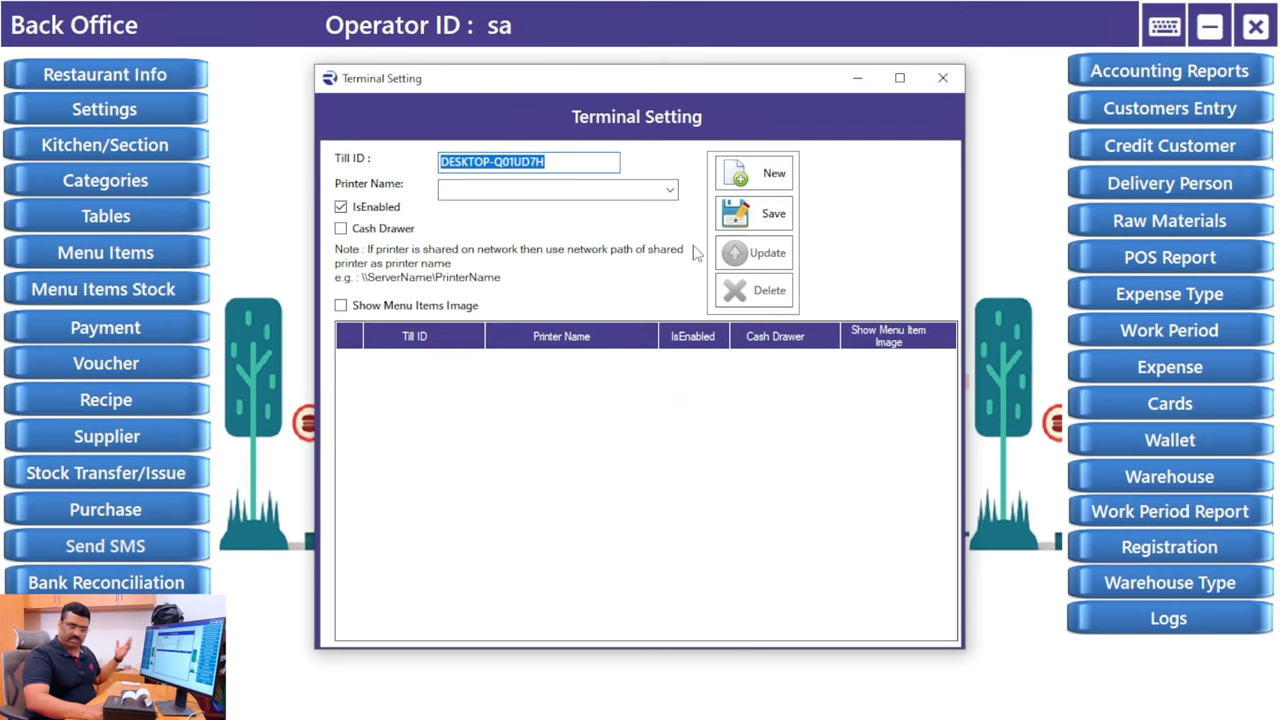 Back Office
Operator ID : sa
Restaurant Info
Settings
Kitchen/Section
Categories
Tables
Menu Items
Menu Items Stock
Payment
Voucher
Recipe
Supplier
Stock Transfer/Issue
Purchase
Send SMS
Bank Reconciliation
Terminal Setting
Terminal Setting
Till ID :
DESKTOP-Q01UD7H
Printer Name:
IsEnabled
Cash Drawer
Note : If printer is shared on network then use network path of shared
printer as printer name
e.g. : \\ServerName\PrinterName
Show Menu Items Image
New
Save
Update
Delete
Till ID
Printer Name
IsEnabled
Cash Drawer
Show Menu Item
Image
Accounting Reports
Customers Entry
Credit Customer
Delivery Person
Raw Materials
POS Report
Expense Type
Work Period
Expense
Cards
Wallet
Warehouse
Work Period Report
Registration
Warehouse Type
Logs